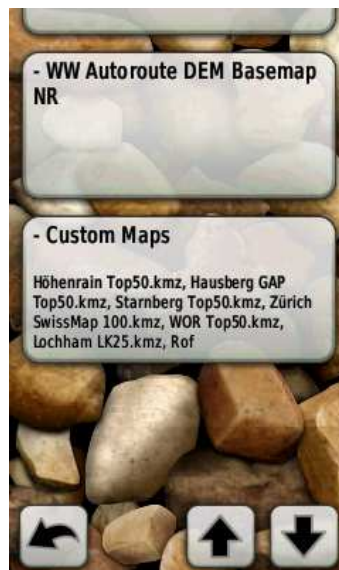 - WW Autoroute DEM Basemap
NR
- Custom Maps
Höhenrain Top50.kmz, Hausberg GAP
Top50.kmz, Starnberg Top50.kmz, Zürich
SwissMap 100.kmz, WOR Top50.kmz,
Lochham LK25.kmz, Rof